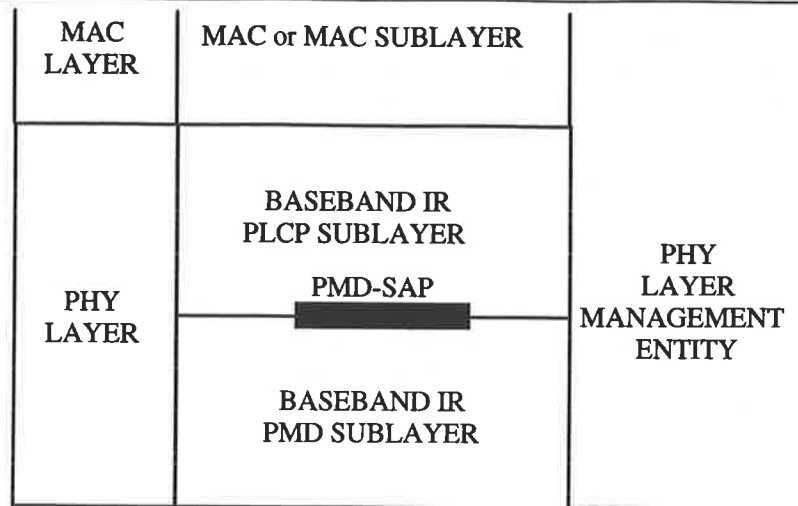 MAC
LAYER
MAC or MAC SUBLAYER
BASEBAND IR
PLCP SUBLAYER
PMD-SAP
PHY
LAYER
BASEBAND IR
PMD SUBLAYER
PHY
LAYER
MANAGEMENT
ENTITY